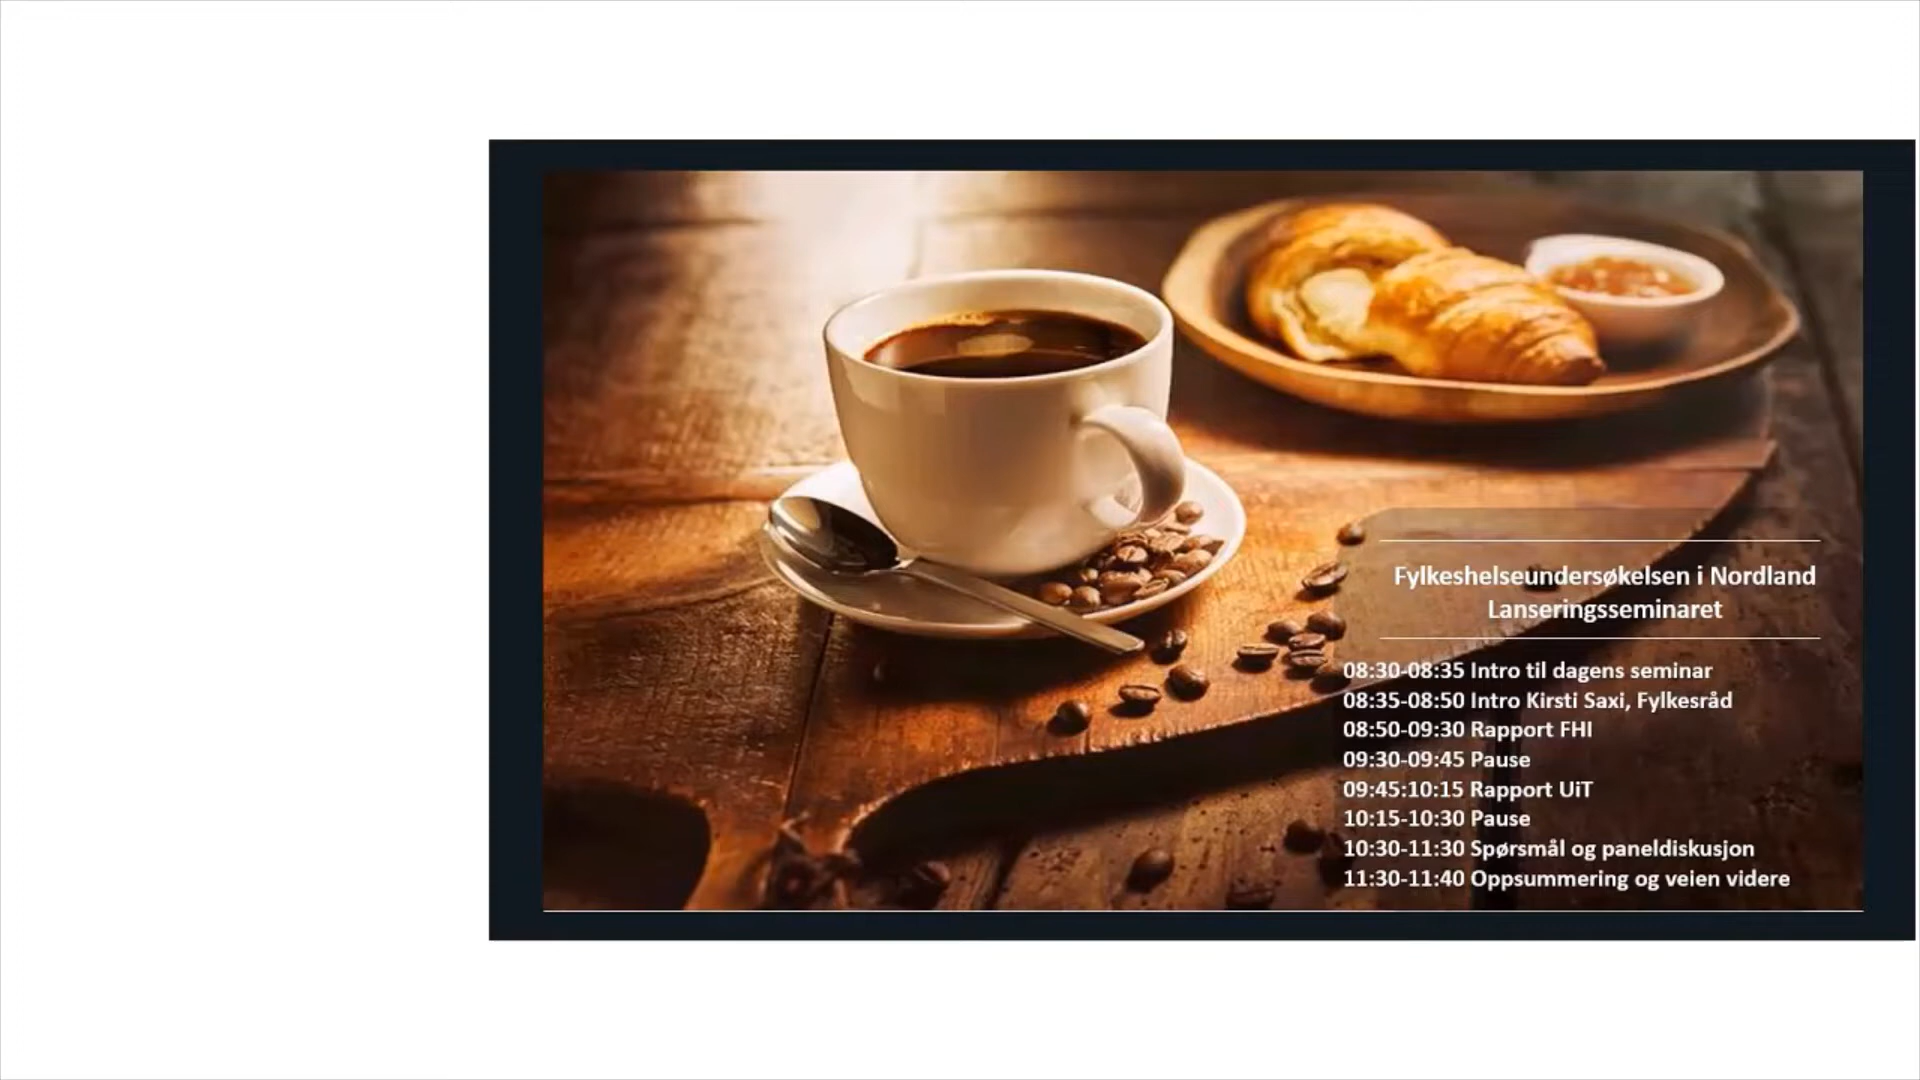 Fylkeshelseundersøkelsen i Nordland
Lanseringsseminaret
08:30-08:35 Intro til dagens seminar
08:35-08:50 Intro Kirsti Saxi, Fylkesråd
08:50-09:30 Rapport FHI
09:30-09:45 Pause
09:45:10:15 Rapport UiT
10:15-10:30 Pause
10:30-11:30 Spørsmål og paneldiskusjon
11:30-11:40 Oppsummering og veien videre